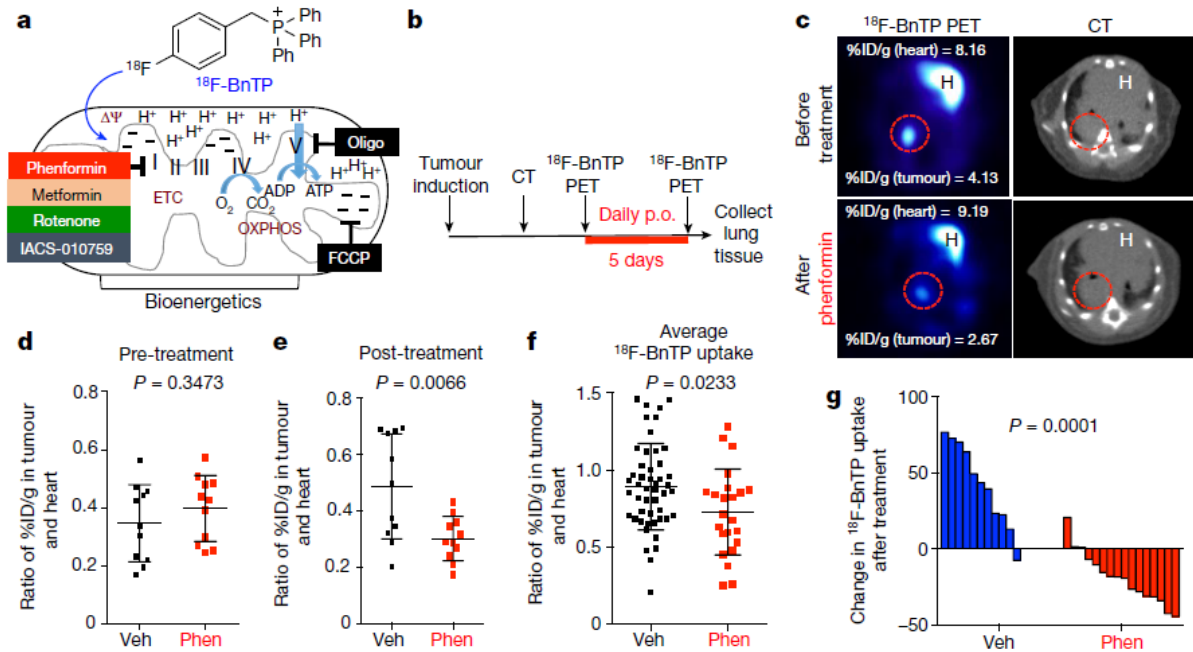 a
+
P
Ph
Ph
Ph
18F
18F-BnTP
ΔΨ
H+ H+ H+ H+ H+
H+ H+ H+
I II III IV V
Oligo
Phenformin
Metformin
Rotenone
IACS-010759
ETC
O2 CO2 ADP ATP
H+ H+ H+
OXPHOS
FCCP
Bioenergetics
b
Tumour
induction
CT
18F-BnTP
PET
18F-BnTP
PET
Daily p.o.
5 days
Collect
lung
tissue
c
18F-BnTP PET
CT
Before
treatment
%ID/g (heart) = 8.16
H
%ID/g (tumour) = 4.13
H
After
phenformin
%ID/g (heart) = 9.19
H
%ID/g (tumour) = 2.67
H
d
Pre-treatment
P = 0.3473
Ratio of %ID/g in tumour
and heart
0.8
0.6
0.4
0.2
0
Veh Phen
e
Post-treatment
P = 0.0066
Ratio of %ID/g in tumour
and heart
0.8
0.6
0.4
0.2
0
Veh Phen
f
Average
18F-BnTP uptake
P = 0.0233
Ratio of %ID/g in tumour
and heart
1.5
1.0
0.5
0
Veh Phen
g
P = 0.0001
Change in 18F-BnTP uptake
after treatment
100
50
0
−50
Veh Phen